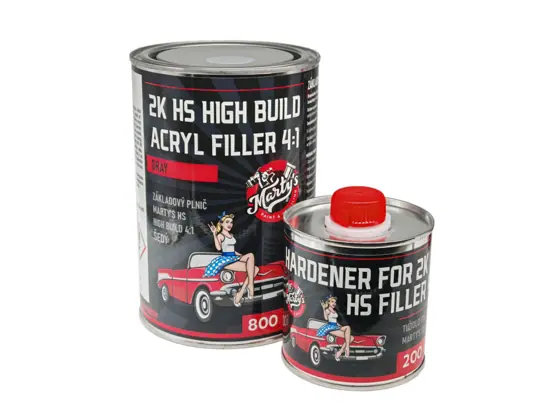 2K HS HIGH BUILD
ACRYL FILLER 4:1
GRAY
Marty's
ZÁKLADOVÝ PLNIČ
MARTYS HS
HIGH BUILD 4:1
ŠEDÝ
800
HARDENER FOR 2K
HS FILLER
Marty's
200